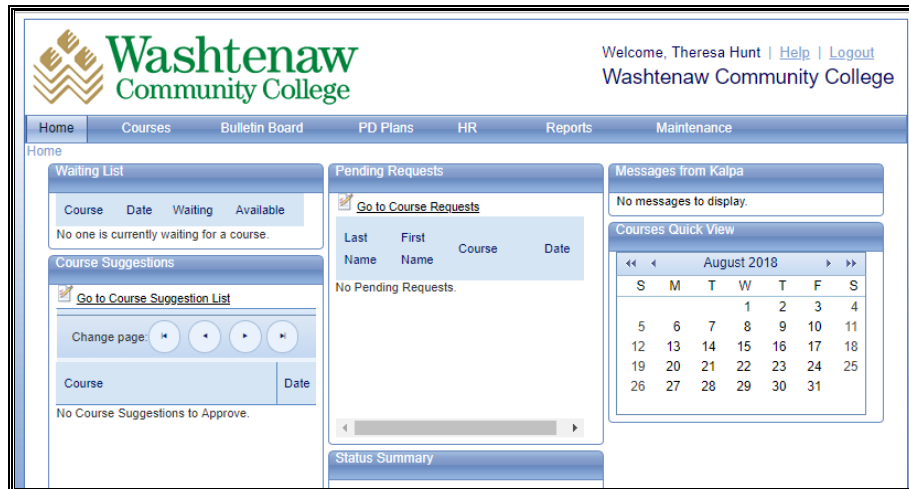 Washtenaw
Community College
Welcome, Theresa Hunt | Help | Logout
Washtenaw Community College
Home Courses Bulletin Board PD Plans HR Reports Maintenance
Home
Waiting List
Course Date Waiting Available
No one is currently waiting for a course.
Course Suggestions
Go to Course Suggestion List
Change page:
Course Date
No Course Suggestions to Approve.
Pending Requests
Go to Course Requests
Last Name First Name Course Date
No Pending Requests.
Status Summary
Messages from Kalpa
No messages to display.
Courses Quick View
August 2018
S M T W T F S
1 2 3 4
5 6 7 8 9 10 11
12 13 14 15 16 17 18
19 20 21 22 23 24 25
26 27 28 29 30 31